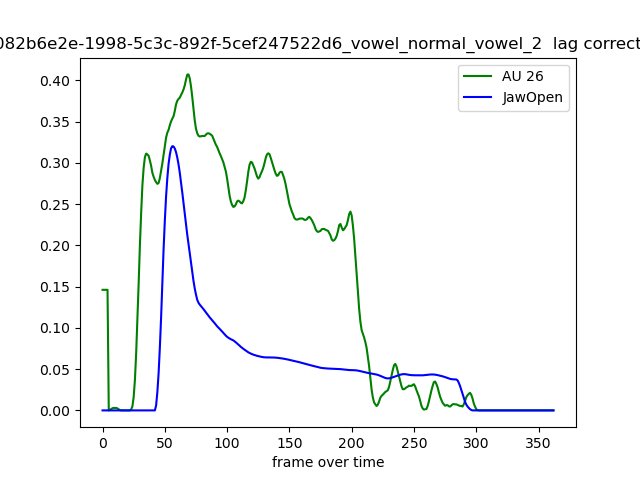 082b6e2e-1998-5c3c-892f-5cef247522d6_vowel_normal_vowel_2 lag correct
AU 26
JawOpen
0.40
0.35
0.30
0.25
0.20
0.15
0.10
0.05
0.00
0 50 100 150 200 250 300 350
frame over time